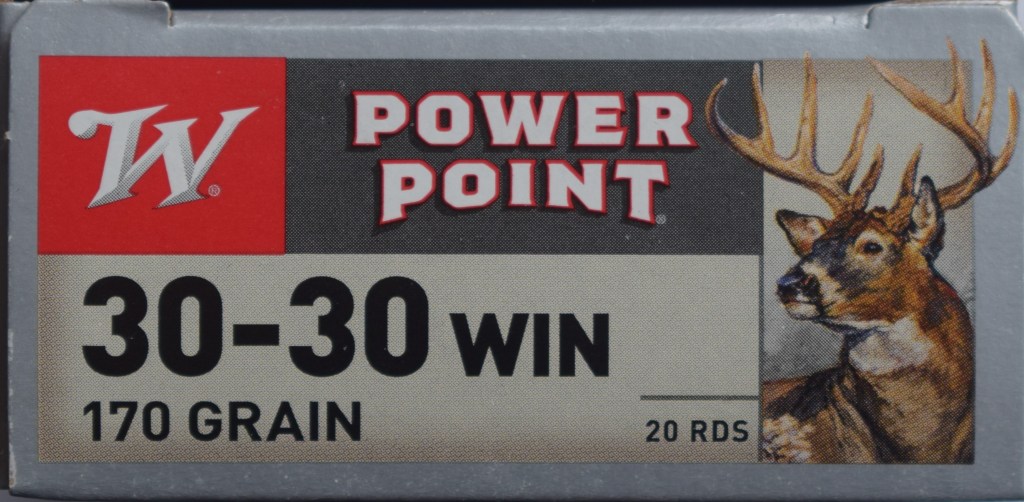 W®
POWER
POINT®
30-30 WIN
170 GRAIN
20 RDS